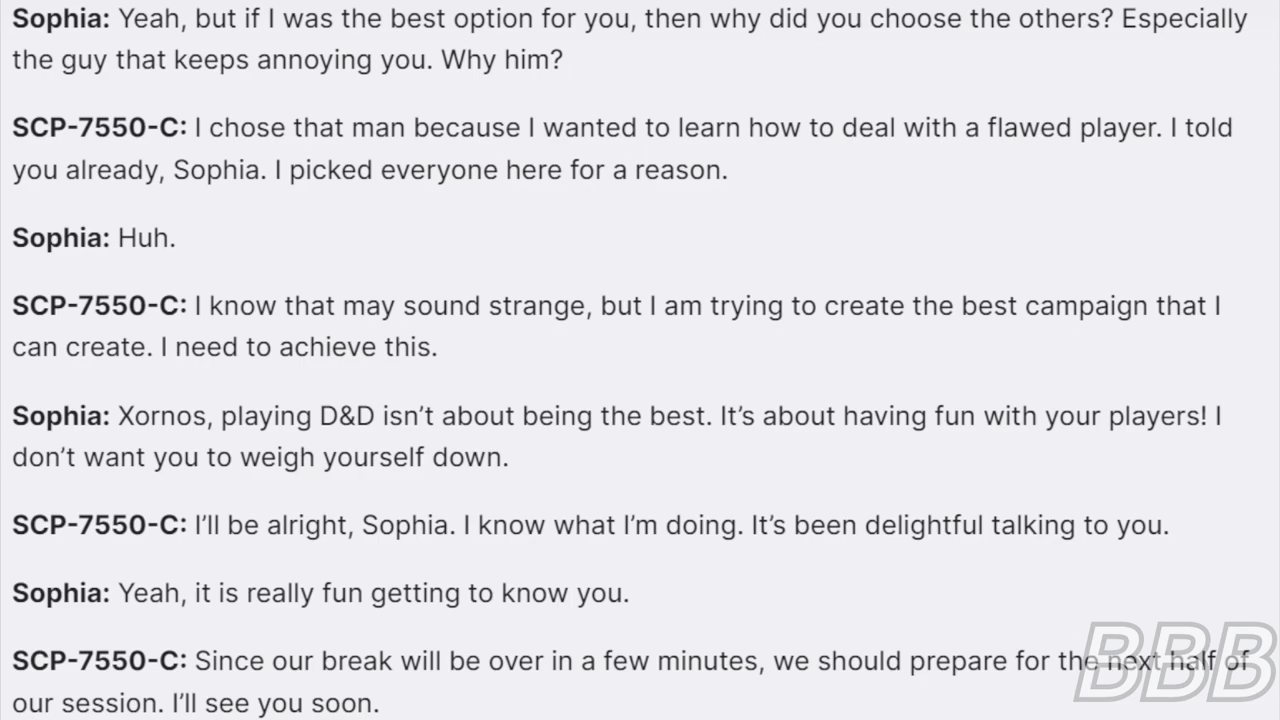 Sophia: Yeah, but if I was the best option for you, then why did you choose the others? Especially
the guy that keeps annoying you. Why him?
SCP-7550-C: I chose that man because I wanted to learn how to deal with a flawed player. I told
you already, Sophia. I picked everyone here for a reason.
Sophia: Huh.
SCP-7550-C: I know that may sound strange, but I am trying to create the best campaign that I
can create. I need to achieve this.
Sophia: Xornos, playing D&D isn’t about being the best. It’s about having fun with your players! I
don’t want you to weigh yourself down.
SCP-7550-C: I’ll be alright, Sophia. I know what I’m doing. It’s been delightful talking to you.
Sophia: Yeah, it is really fun getting to know you.
SCP-7550-C: Since our break will be over in a few minutes, we should prepare for the next half of
our session. I’ll see you soon.
BBB